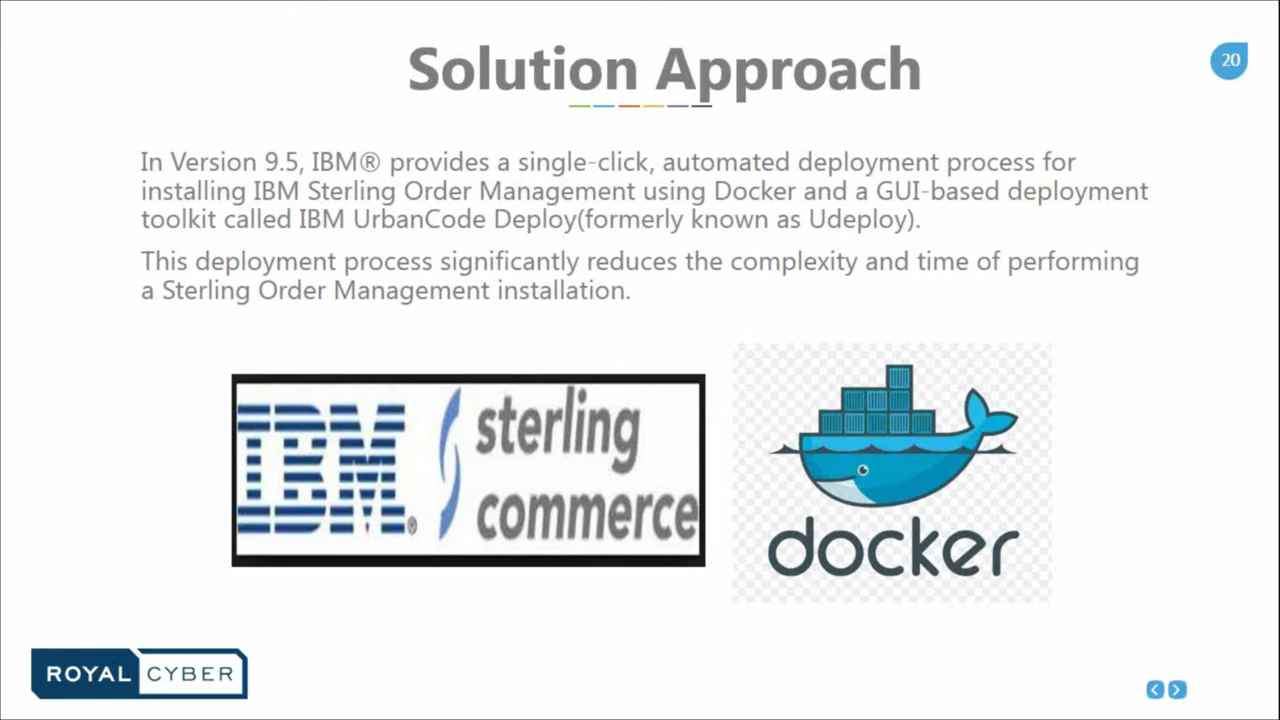 Solution Approach
20
In Version 9.5, IBM® provides a single-click, automated deployment process for
installing IBM Sterling Order Management using Docker and a GUI-based deployment
toolkit called IBM UrbanCode Deploy(formerly known as Udeploy).
This deployment process significantly reduces the complexity and time of performing
a Sterling Order Management installation.
IBM® sterling
commerce
docker
ROYAL CYBER